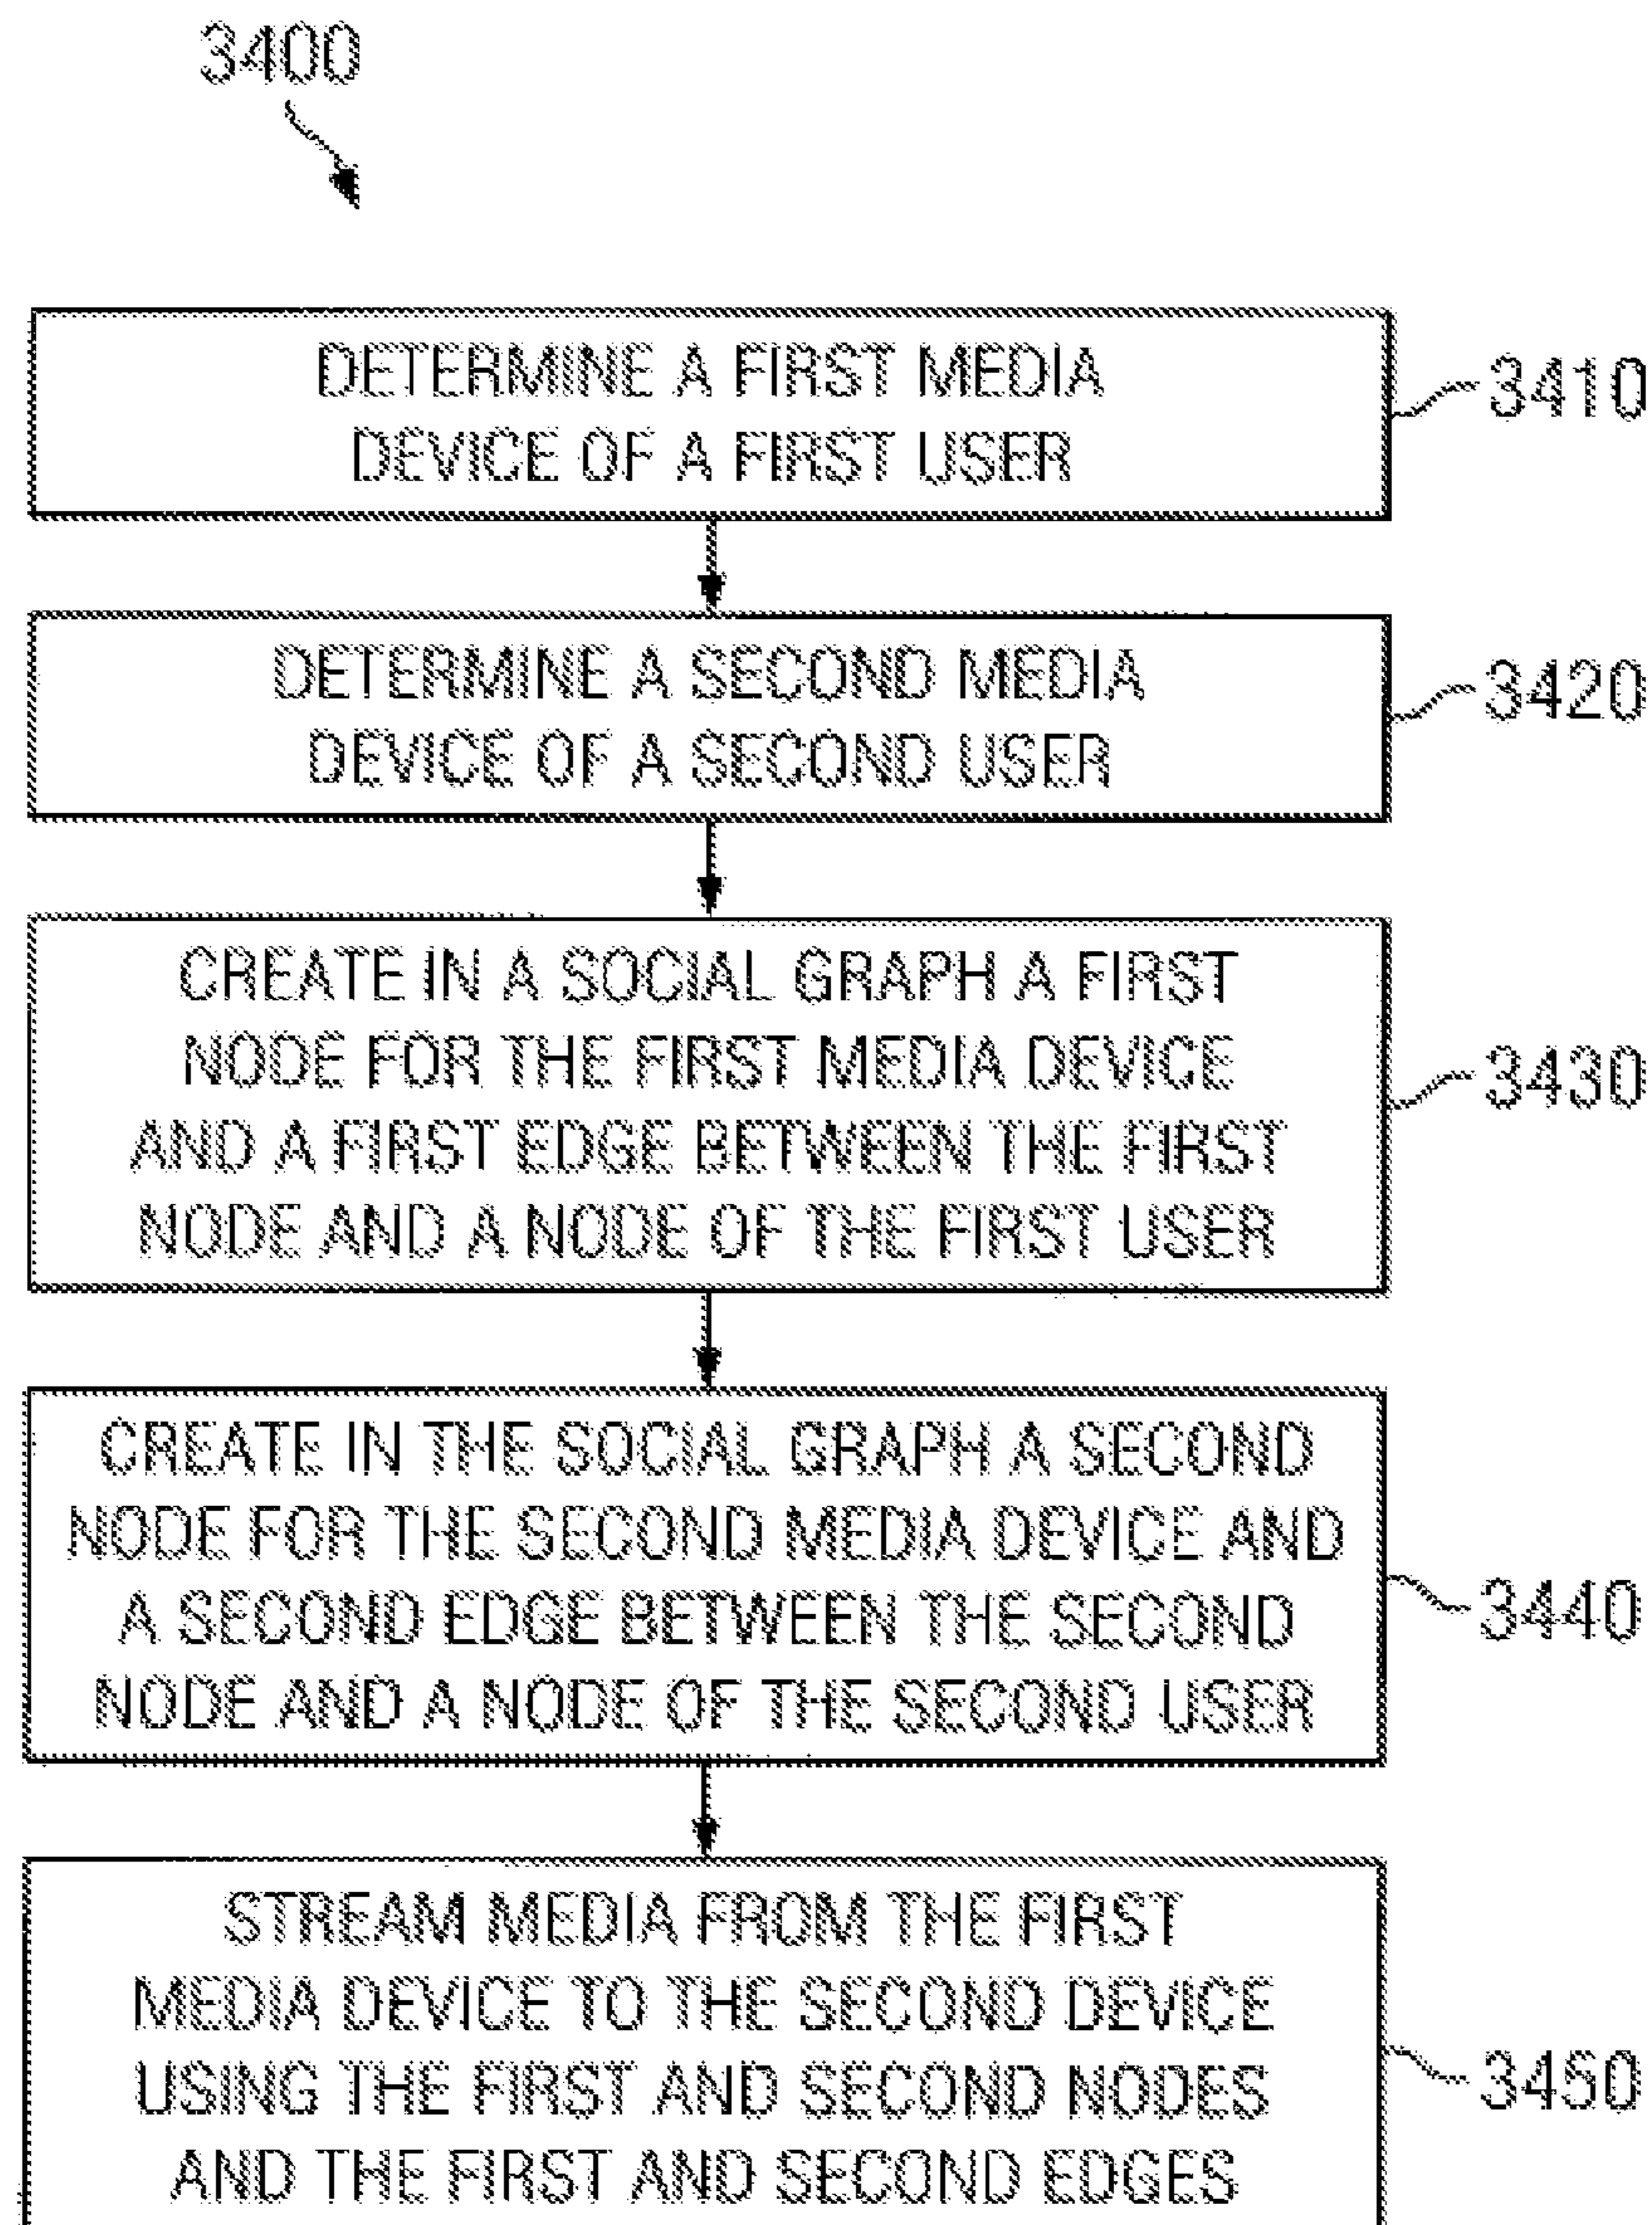 3400
DETERMINE A FIRST MEDIA
DEVICE OF A FIRST USER
3410
DETERMINE A SECOND MEDIA
DEVICE OF A SECOND USER
3420
CREATE IN A SOCIAL GRAPH A FIRST
NODE FOR THE FIRST MEDIA DEVICE
AND A FIRST EDGE BETWEEN THE FIRST
NODE AND A NODE OF THE FIRST USER
3430
CREATE IN THE SOCIAL GRAPH A SECOND
NODE FOR THE SECOND MEDIA DEVICE AND
A SECOND EDGE BETWEEN THE SECOND
NODE AND A NODE OF THE SECOND USER
3440
STREAM MEDIA FROM THE FIRST
MEDIA DEVICE TO THE SECOND DEVICE
USING THE FIRST AND SECOND NODES
AND THE FIRST AND SECOND EDGES
3450